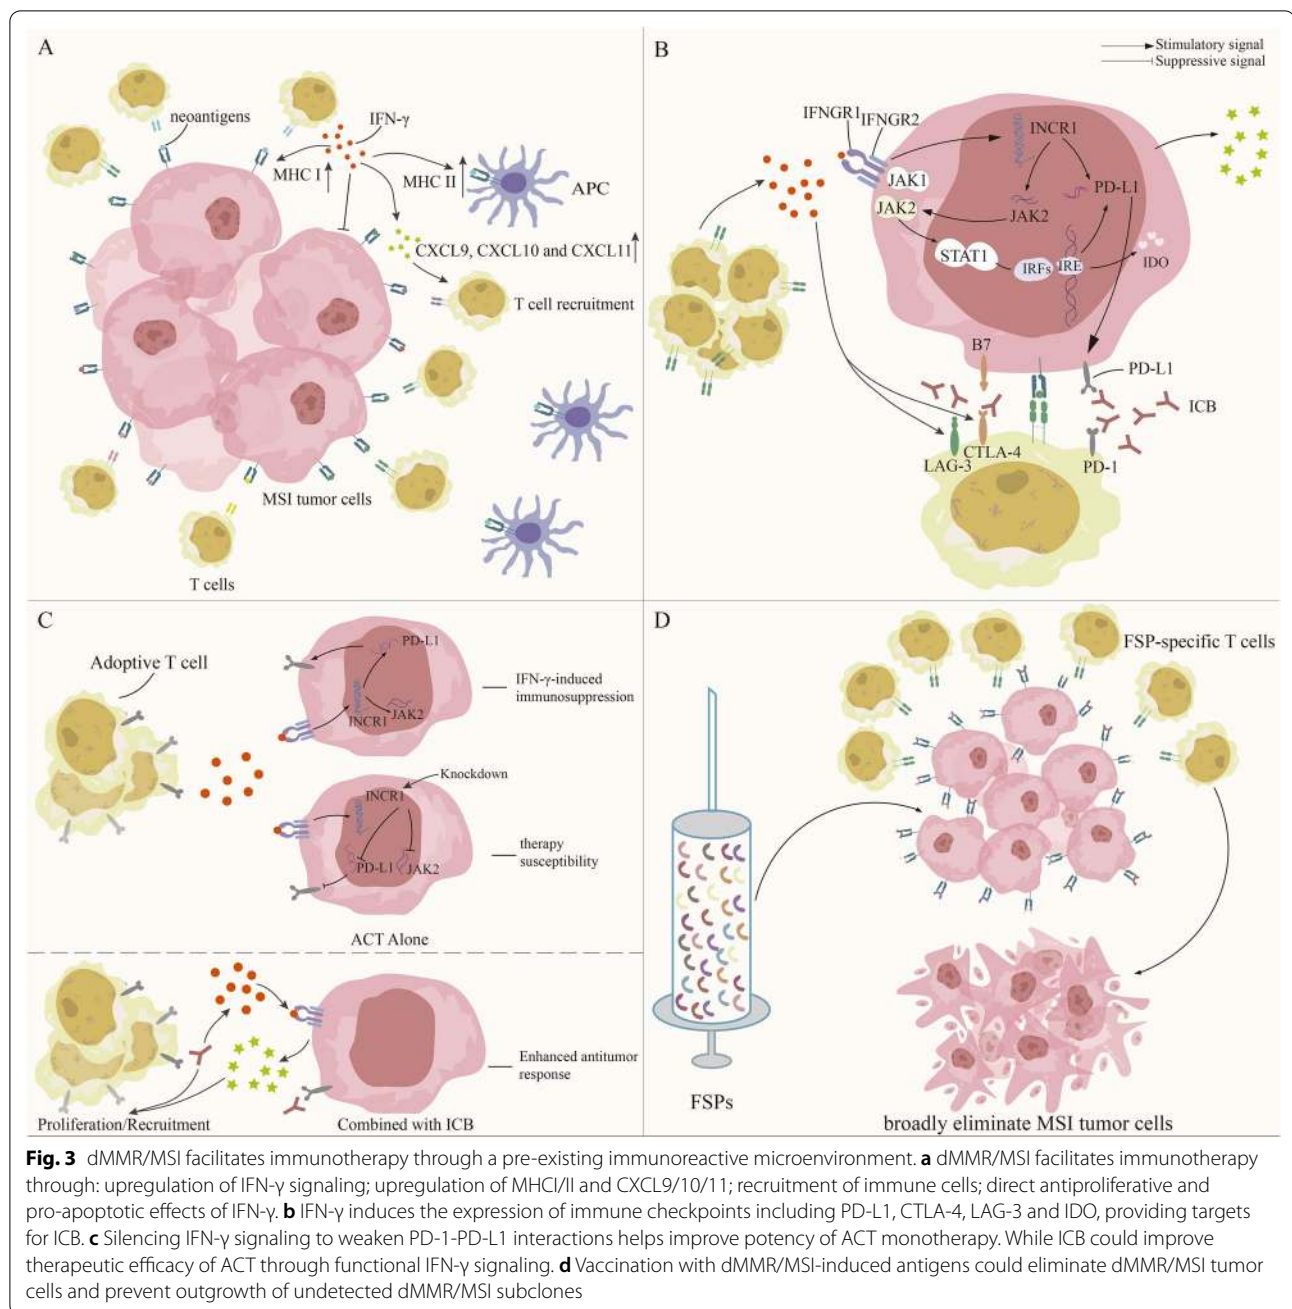 A
neoantigens
IFN-γ
MHC I
MHC II
APC
CXCL9, CXCL10 and CXCL11
T cell recruitment
MSI tumor cells
T cells
B
Stimulatory signal
Suppressive signal
IFNGR1
IFNGR2
INCR1
JAK1
PD-L1
JAK2
JAK2
STAT1
IRFs
IRE
IDO
B7
PD-L1
ICB
CTLA-4
LAG-3
PD-1
C
Adoptive T cell
PD-L1
INCR1
JAK2
IFN-γ-induced
immunosuppression
Knockdown
INCR1
PD-L1
JAK2
therapy
susceptibility
ACT Alone
Enhanced antitumor
response
Proliferation/Recruitment
Combined with ICB
D
FSP-specific T cells
FSPs
broadly eliminate MSI tumor cells
Fig. 3 dMMR/MSI facilitates immunotherapy through a pre-existing immunoreactive microenvironment. a dMMR/MSI facilitates immunotherapy
through: upregulation of IFN-γ signaling; upregulation of MHCI/II and CXCL9/10/11; recruitment of immune cells; direct antiproliferative and
pro-apoptotic effects of IFN-γ. b IFN-γ induces the expression of immune checkpoints including PD-L1, CTLA-4, LAG-3 and IDO, providing targets
for ICB. c Silencing IFN-γ signaling to weaken PD-1-PD-L1 interactions helps improve potency of ACT monotherapy. While ICB could improve
therapeutic efficacy of ACT through functional IFN-γ signaling. d Vaccination with dMMR/MSI-induced antigens could eliminate dMMR/MSI tumor
cells and prevent outgrowth of undetected dMMR/MSI subclones